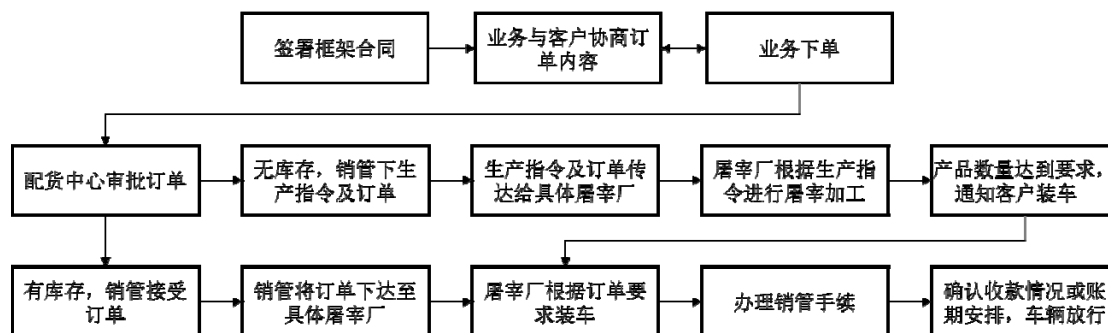 签署框架合同
业务与客户协商订
单内容
业务下单
配货中心审批订单
无库存，销管下生
产指令及订单
生产指令及订单传
达给具体屠宰厂
屠宰厂根据生产指
令进行屠宰加工
产品数量达到要求，
通知客户装车
有库存，销管接受
订单
销管将订单下达至
具体屠宰厂
屠宰厂根据订单要
求装车
办理销管手续
确认收款情况或账
期安排，车辆放行